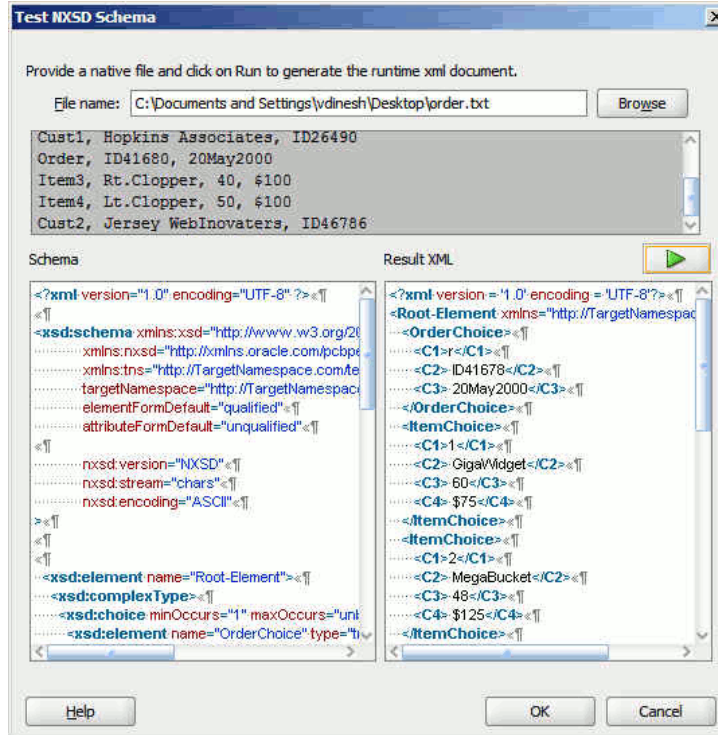 Test NXSD Schema
Provide a native file and click on Run to generate the runtime xml document.
File name: C:\Documents and Settings\vdinesh\Desktop\order.txt Browse
Cust1, Hopkins Associates, ID26490
Order, ID41680, 20May2000
Item3, Rt.Clopper, 40, $100
Item4, Lt.Clopper, 50, $100
Cust2, Jersey WebInovaters, ID46786
Schema
<?xml version="1.0" encoding="UTF-8" ?>«¶
«¶
<xsd:schema xmlns:xsd="http://www.w3.org/20
xmlns:nxsd="http://xmlns.oracle.com/pcbpe
xmlns:tns="http://TargetNamespace.com/te
targetNamespace="http://TargetNamespac
elementFormDefault="qualified"«¶
attributeFormDefault="unqualified"«¶
«¶
nxsd:version="NXSD"«¶
nxsd:stream="chars"«¶
nxsd:encoding="ASCII"«¶
>«¶
«¶
«¶
<xsd:element name="Root-Element">«¶
<xsd:complexType>«¶
<xsd:choice minOccurs="1" maxOccurs="unb
<xsd:element name="OrderChoice" type="tn
Result XML
<?xml version = '1.0' encoding = 'UTF-8'?>«¶
<Root-Element xmlns="http://TargetNamespac
<OrderChoice>«¶
<C1>r</C1>«¶
<C2> ID41678</C2>«¶
<C3> 20May2000</C3>«¶
</OrderChoice>«¶
<ItemChoice>«¶
<C1>1</C1>«¶
<C2> GigaWidget</C2>«¶
<C3> 60</C3>«¶
<C4> $75</C4>«¶
</ItemChoice>«¶
<ItemChoice>«¶
<C1>2</C1>«¶
<C2> MegaBucket</C2>«¶
<C3> 48</C3>«¶
<C4> $125</C4>«¶
</ItemChoice>«¶
Help
OK
Cancel